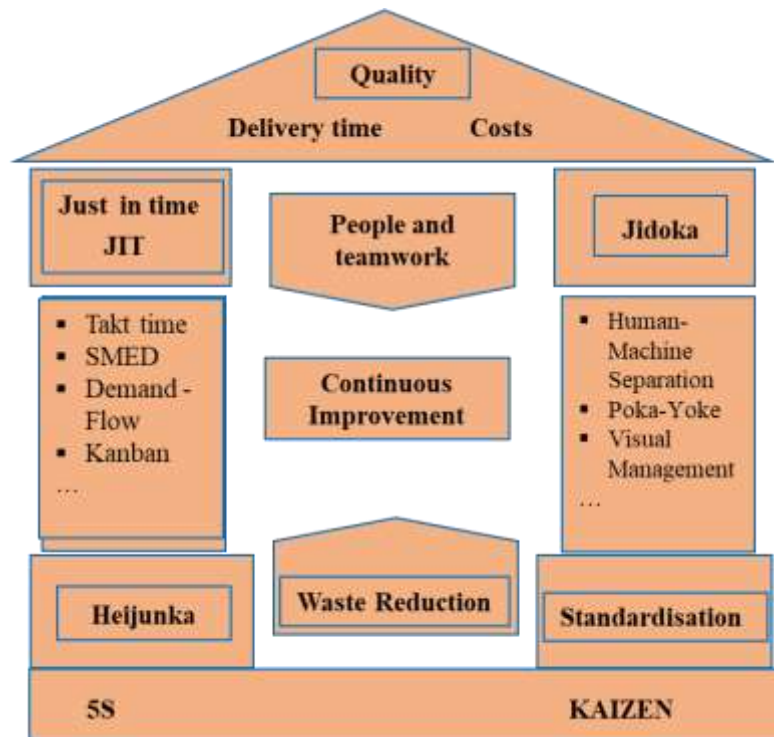 Quality
Delivery time Costs
Just in time
JIT
People and
teamwork
Jidoka
▪ Takt time
▪ SMED
▪ Demand -
Flow
▪ Kanban
…
Continuous
Improvement
▪ Human-
Machine
Separation
▪ Poka-Yoke
▪ Visual
Management
…
Heijunka
Waste Reduction
Standardisation
5S KAIZEN